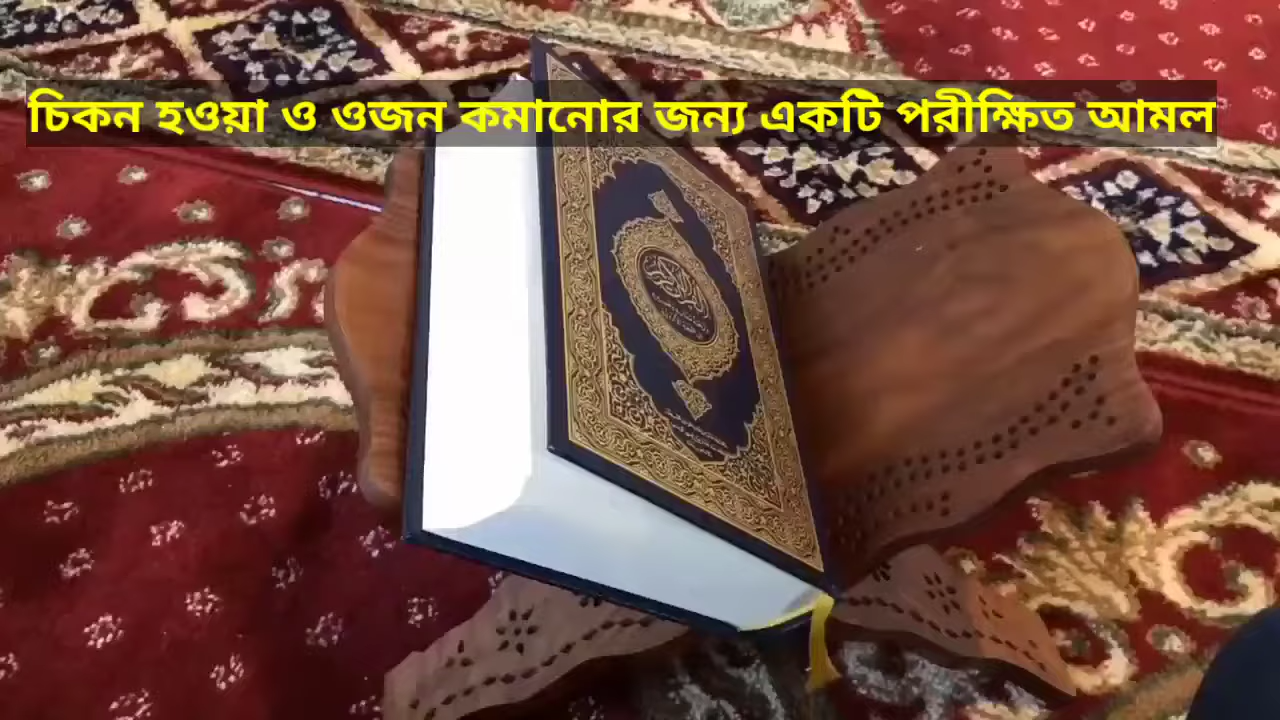 চিকন হওয়া ও ওজন কমানোর জন্য একটি পরীক্ষিত আমল